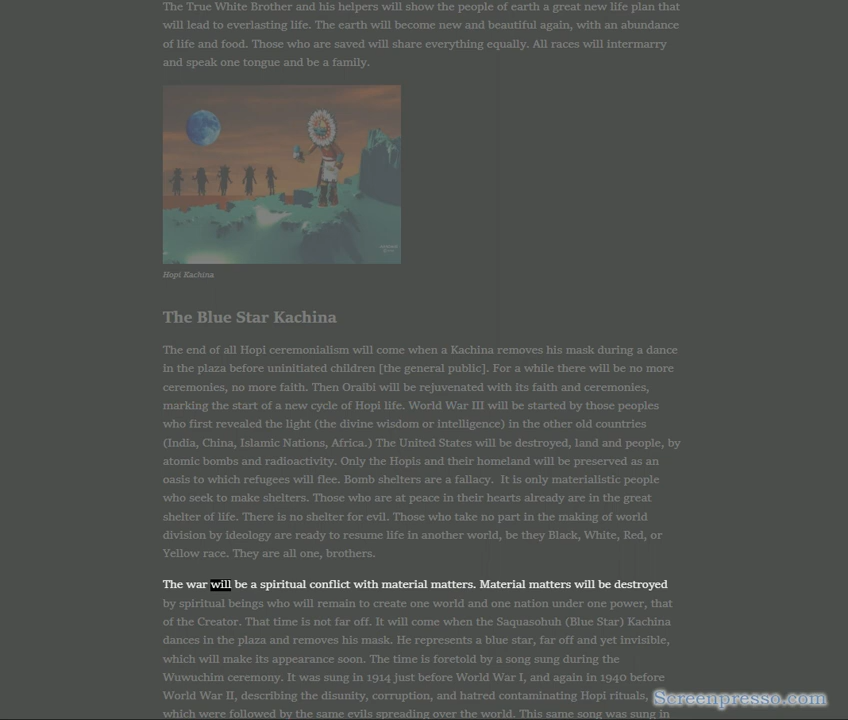 The True White Brother and his helpers will show the people of earth a great new life plan that
will lead to everlasting life. The earth will become new and beautiful again, with an abundance
of life and food. Those who are saved will share everything equally. All races will intermarry
and speak one tongue and be a family.
Hopi Kachina
The Blue Star Kachina
The end of all Hopi ceremonialism will come when a Kachina removes his mask during a dance
in the plaza before uninitiated children [the general public]. For a while there will be no more
ceremonies, no more faith. Then Oraibi will be rejuvenated with its faith and ceremonies,
marking the start of a new cycle of Hopi life. World War III will be started by those peoples
who first revealed the light (the divine wisdom or intelligence) in the other old countries
(India, China, Islamic Nations, Africa.) The United States will be destroyed, land and people, by
atomic bombs and radioactivity. Only the Hopis and their homeland will be preserved as an
oasis to which refugees will flee. Bomb shelters are a fallacy. It is only materialistic people
who seek to make shelters. Those who are at peace in their hearts already are in the great
shelter of life. There is no shelter for evil. Those who take no part in the making of world
division by ideology are ready to resume life in another world, be they Black, White, Red, or
Yellow race. They are all one, brothers.
The war will be a spiritual conflict with material matters. Material matters will be destroyed
by spiritual beings who will remain to create one world and one nation under one power, that
of the Creator. That time is not far off. It will come when the Saquasohuh (Blue Star) Kachina
dances in the plaza and removes his mask. He represents a blue star, far off and yet invisible,
which will make its appearance soon. The time is foretold by a song sung during the
Wuwuchim ceremony. It was sung in 1914 just before World War I, and again in 1940 before
World War II, describing the disunity, corruption, and hatred contaminating Hopi rituals,
which were followed by the same evils spreading over the world. This same song was sung in
Screenpresso.com